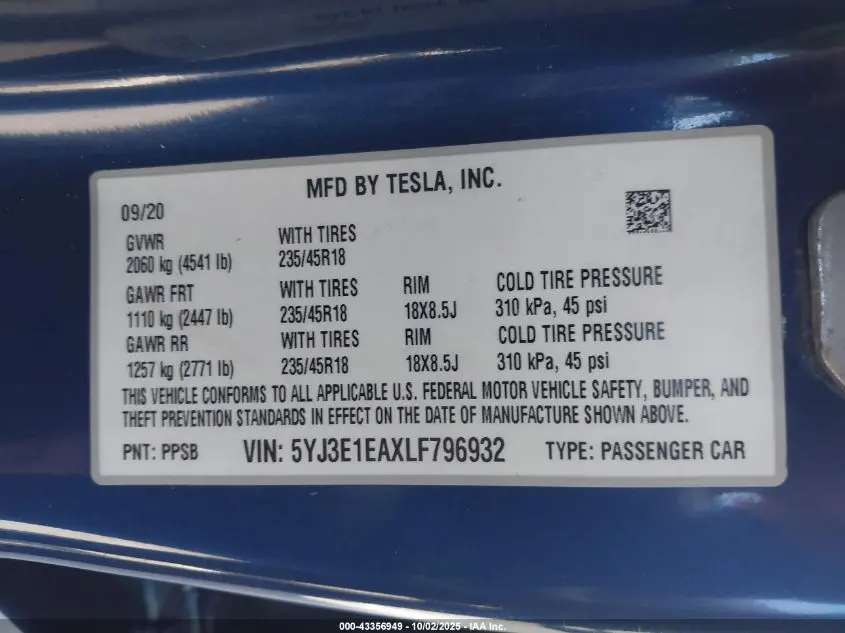 MFD BY TESLA, INC.
09/20
GVWR WITH TIRES
2060 kg (4541 lb) 235/45R18
GAWR FRT WITH TIRES RIM COLD TIRE PRESSURE
1110 kg (2447 lb) 235/45R18 18X8.5J 310 kPa, 45 psi
GAWR RR WITH TIRES RIM COLD TIRE PRESSURE
1257 kg (2771 lb) 235/45R18 18X8.5J 310 kPa, 45 psi
THIS VEHICLE CONFORMS TO ALL APPLICABLE U.S. FEDERAL MOTOR VEHICLE SAFETY, BUMPER, AND
THEFT PREVENTION STANDARDS IN EFFECT ON THE DATE OF MANUFACTURE SHOWN ABOVE.
PNT: PPSB VIN: 5YJ3E1EAXLF796932 TYPE: PASSENGER CAR
000-43356949 - 10/02/2025 - IAA Inc.